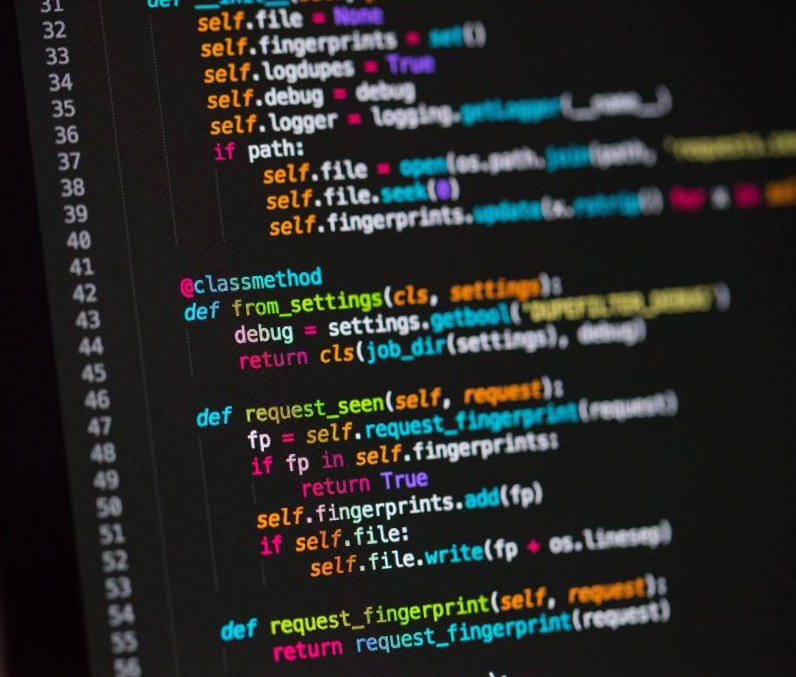 31 def __init__(
32 self.file = None
33 self.fingerprints = set()
34 self.logdupes = True
35 self.debug = debug
36 self.logger = logging.getLogger(__name__)
37 if path:
38 self.file = open(os.path.join(path, 'requests.
39 self.file.seek(0)
40 self.fingerprints.update(x.rstrip() for x in
41
42 @classmethod
43 def from_settings(cls, settings):
44 debug = settings.getbool('DUPEFILTER_DEBUG')
45 return cls(job_dir(settings), debug)
46
47 def request_seen(self, request):
48 fp = self.request_fingerprint(request)
49 if fp in self.fingerprints:
50 return True
51 self.fingerprints.add(fp)
52 if self.file:
53 self.file.write(fp + os.linesep)
54
55 def request_fingerprint(self, request):
56 return request_fingerprint(request)